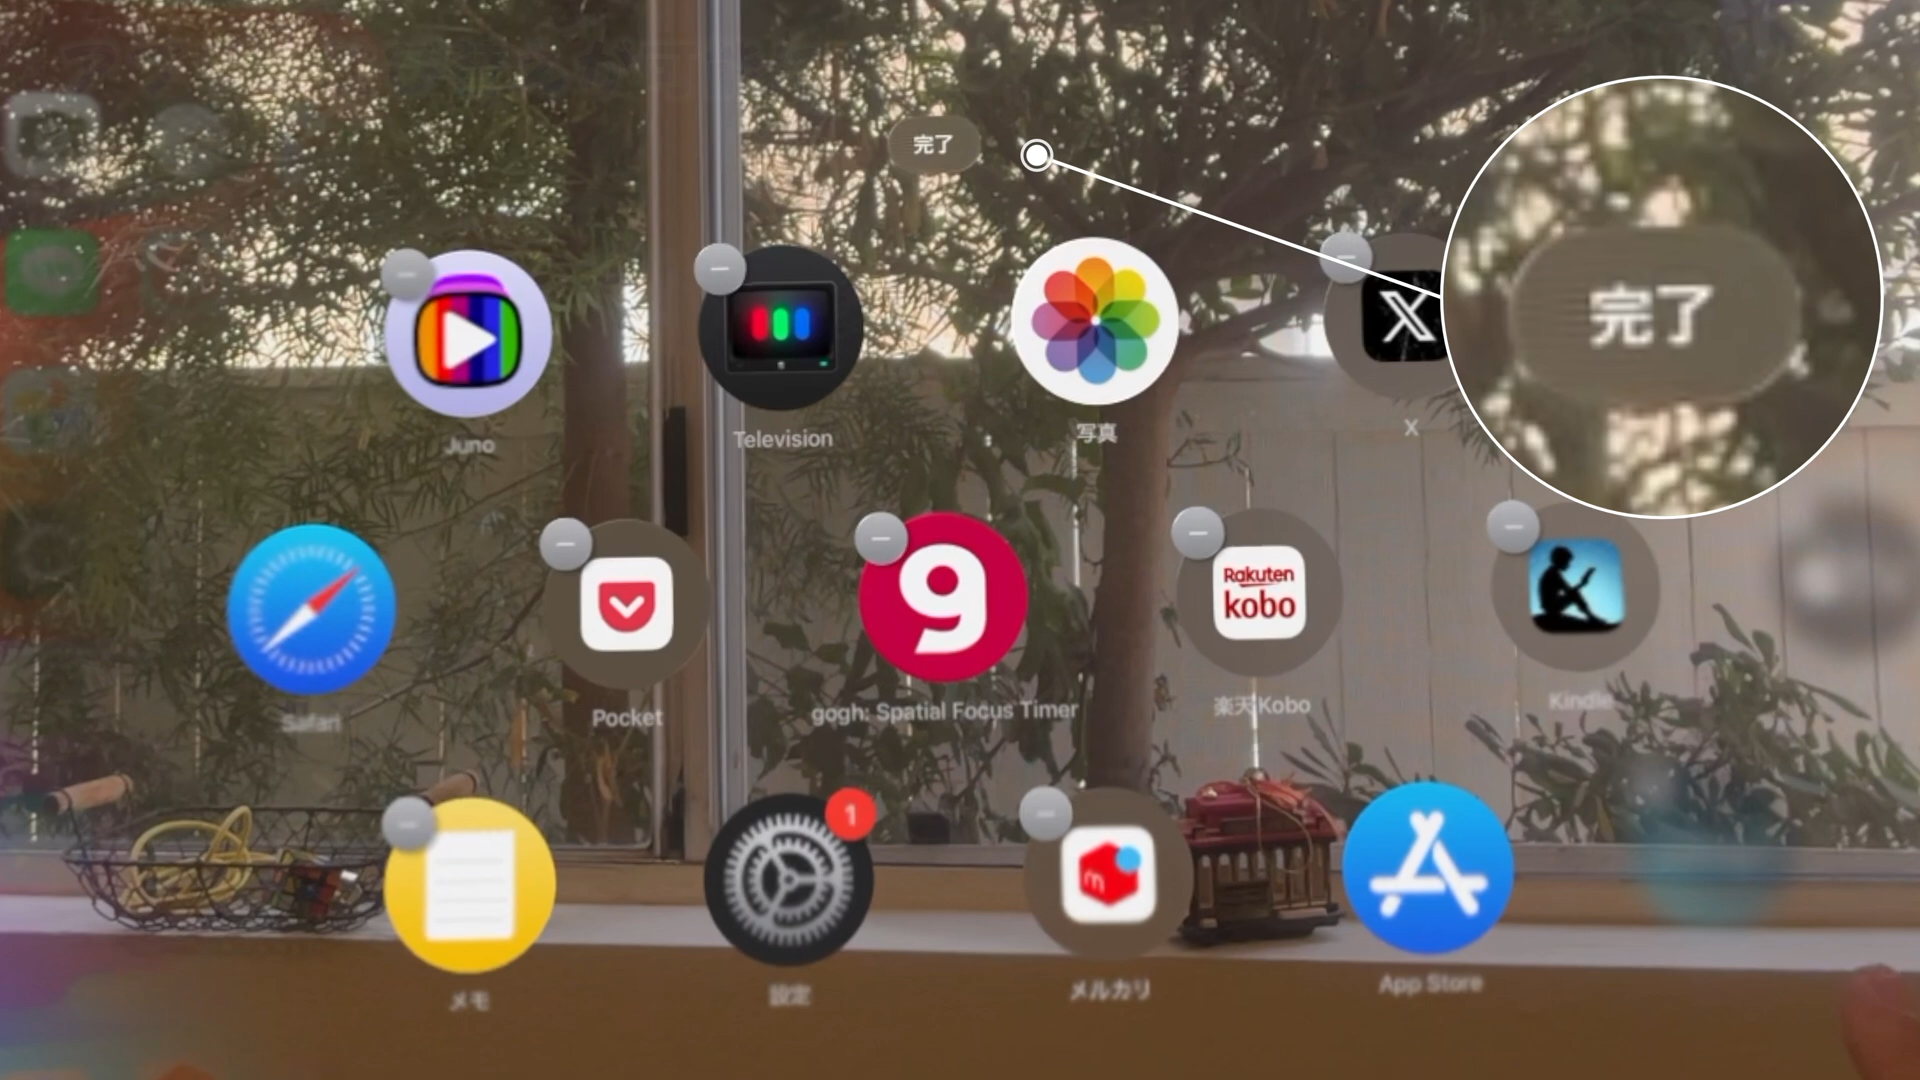 完了
完了
Juno
Television
写真
X
Safari
Pocket
gogh: Spatial Focus Timer
Rakuten
kobo
楽天Kobo
Kindle
メモ
1
設定
m
メルカリ
App Store